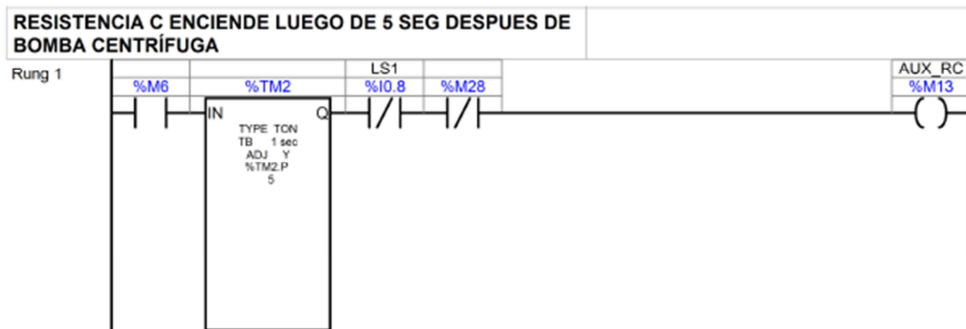 RESISTENCIA C ENCIENDE LUEGO DE 5 SEG DESPUES DE
BOMBA CENTRÍFUGA
Rung 1
LS1
AUX_RC
%M6
%TM2
%I0.8
%M28
%M13
IN
Q
TYPE TON
TB 1 sec
ADJ Y
%TM2.P
5